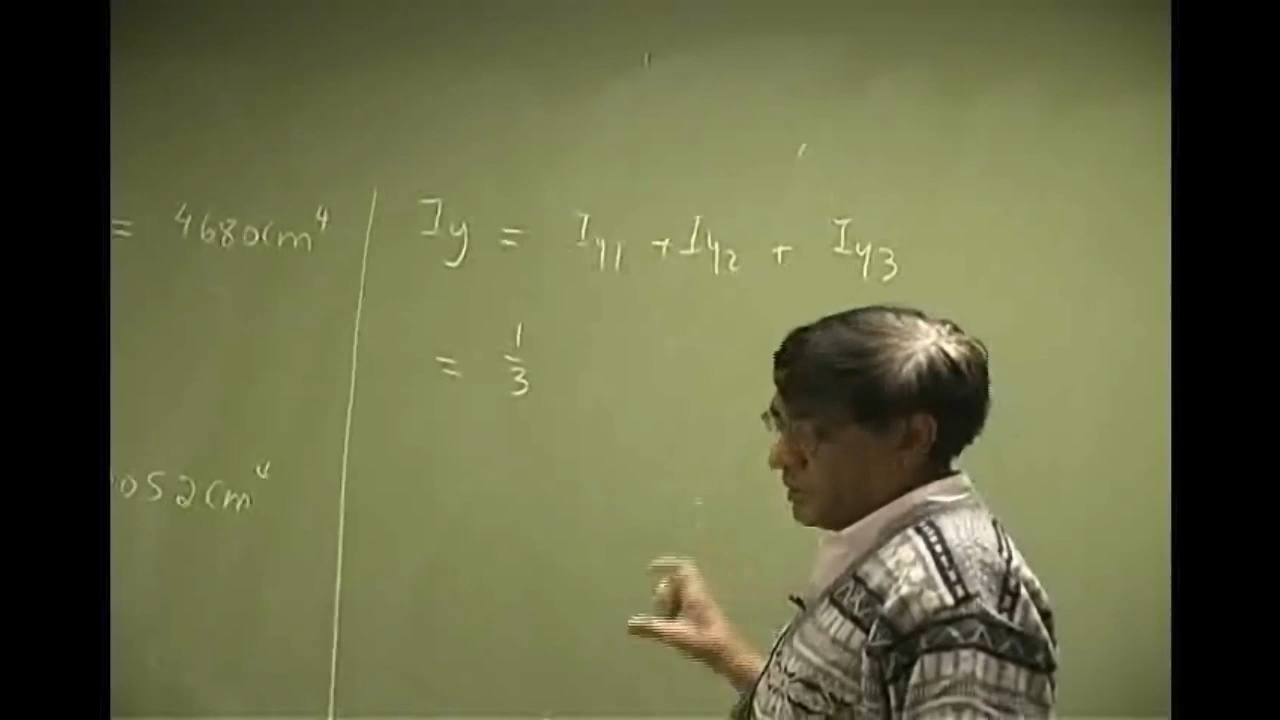 = 4680cm⁴
052cm⁴
Iy = Iy1 + Iy2 + Iy3
= 1/3